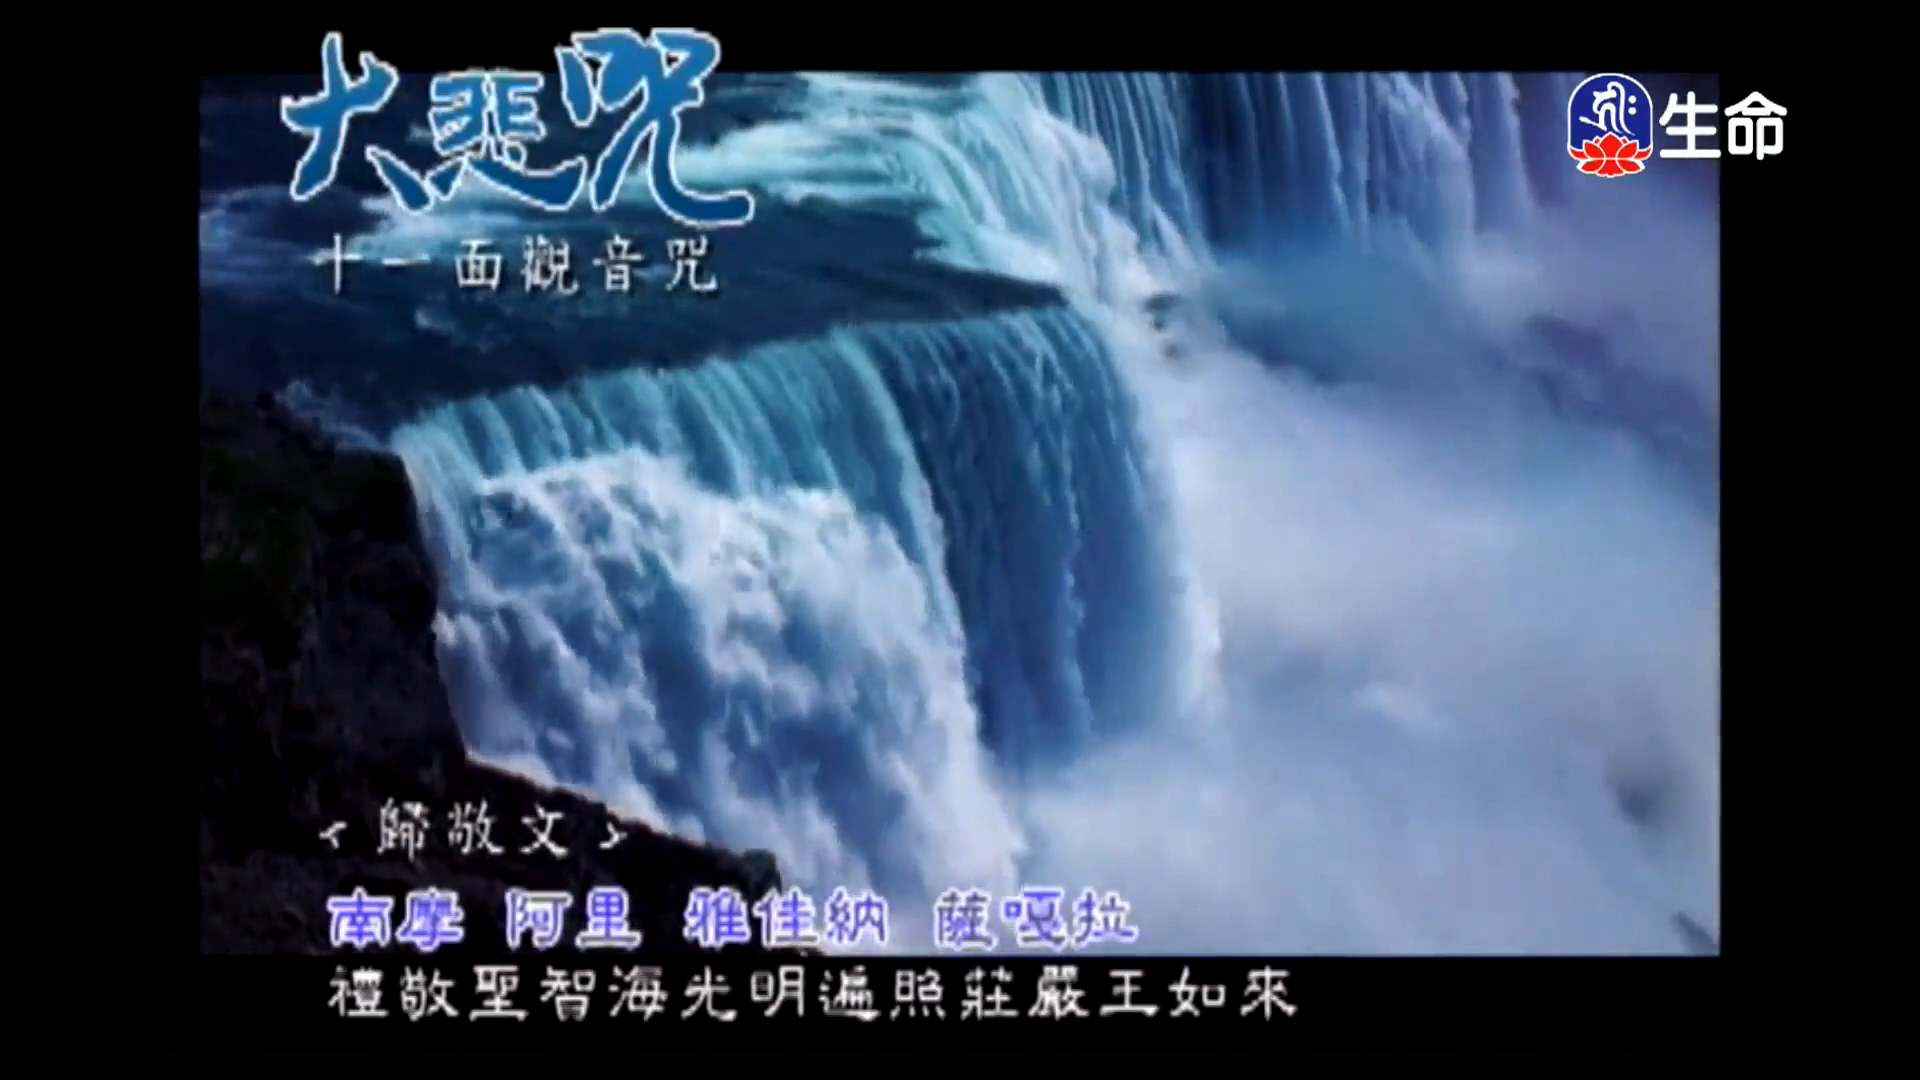 大悲咒
生命
十一面觀音咒
<歸敬文>
南摩 阿里 雅佳納 薩嘎拉
禮敬聖智海光明遍照莊嚴王如來